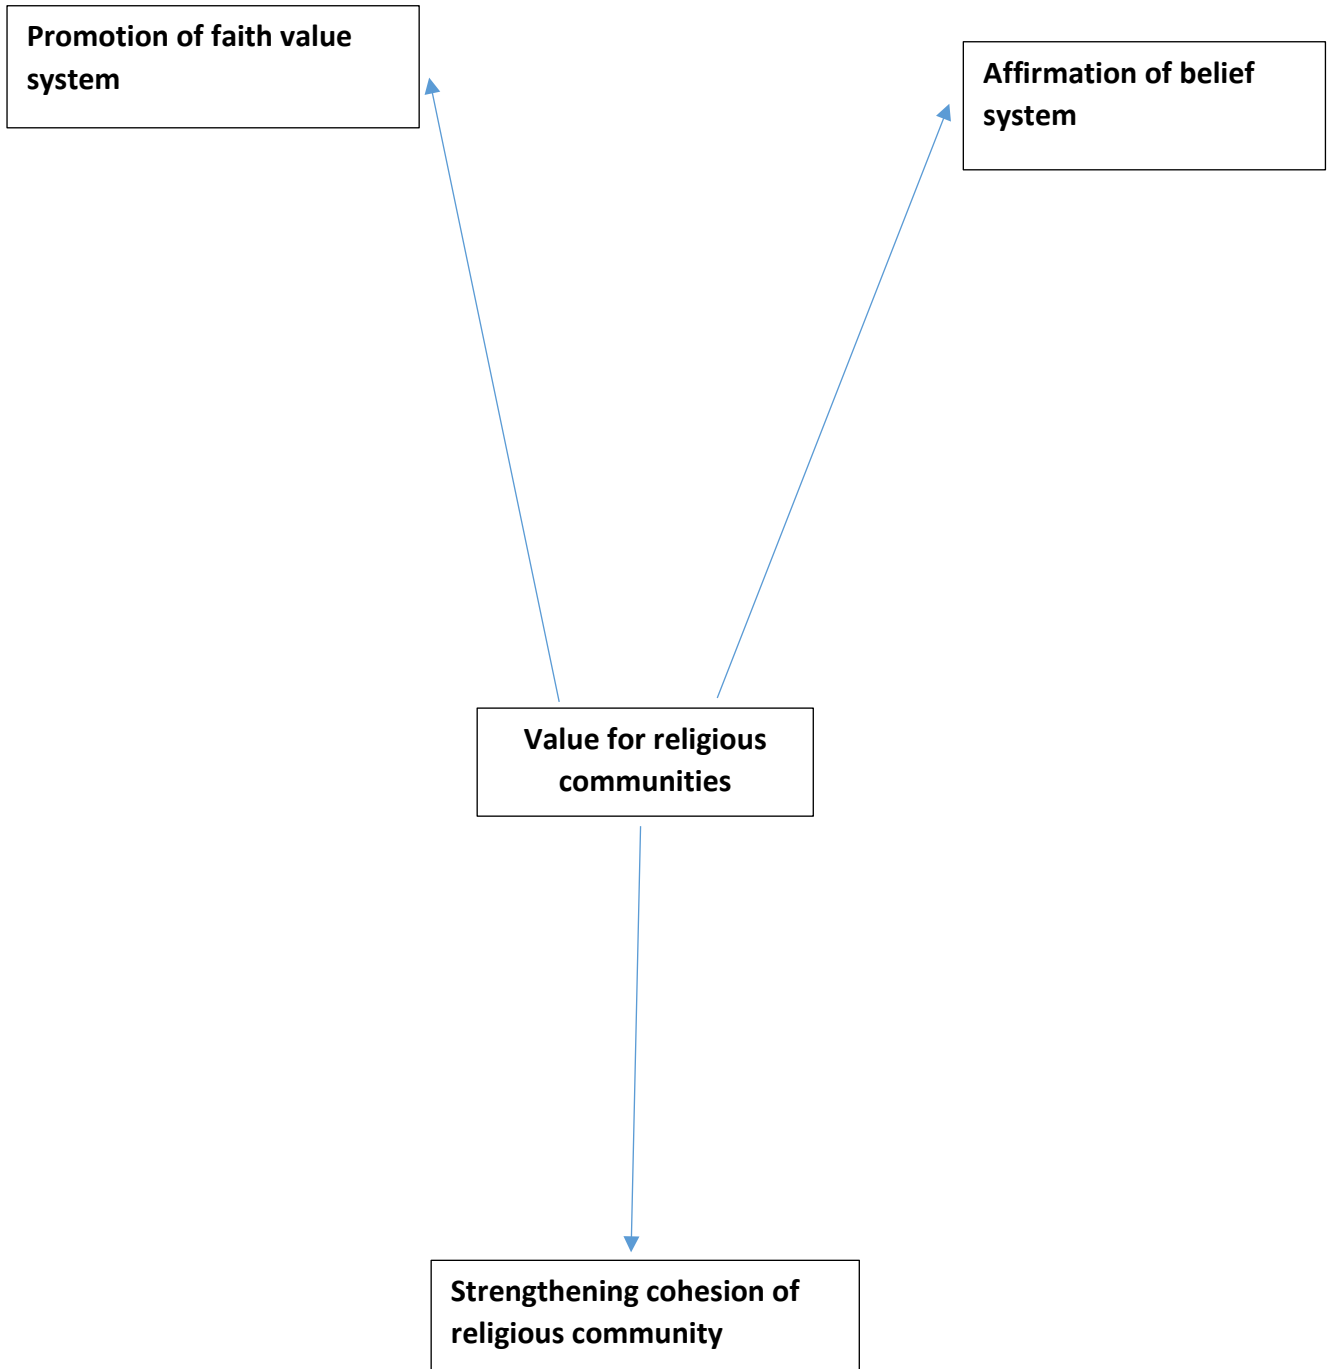 Promotion of faith value
system
Affirmation of belief
system
Value for religious
communities
Strengthening cohesion of
religious community